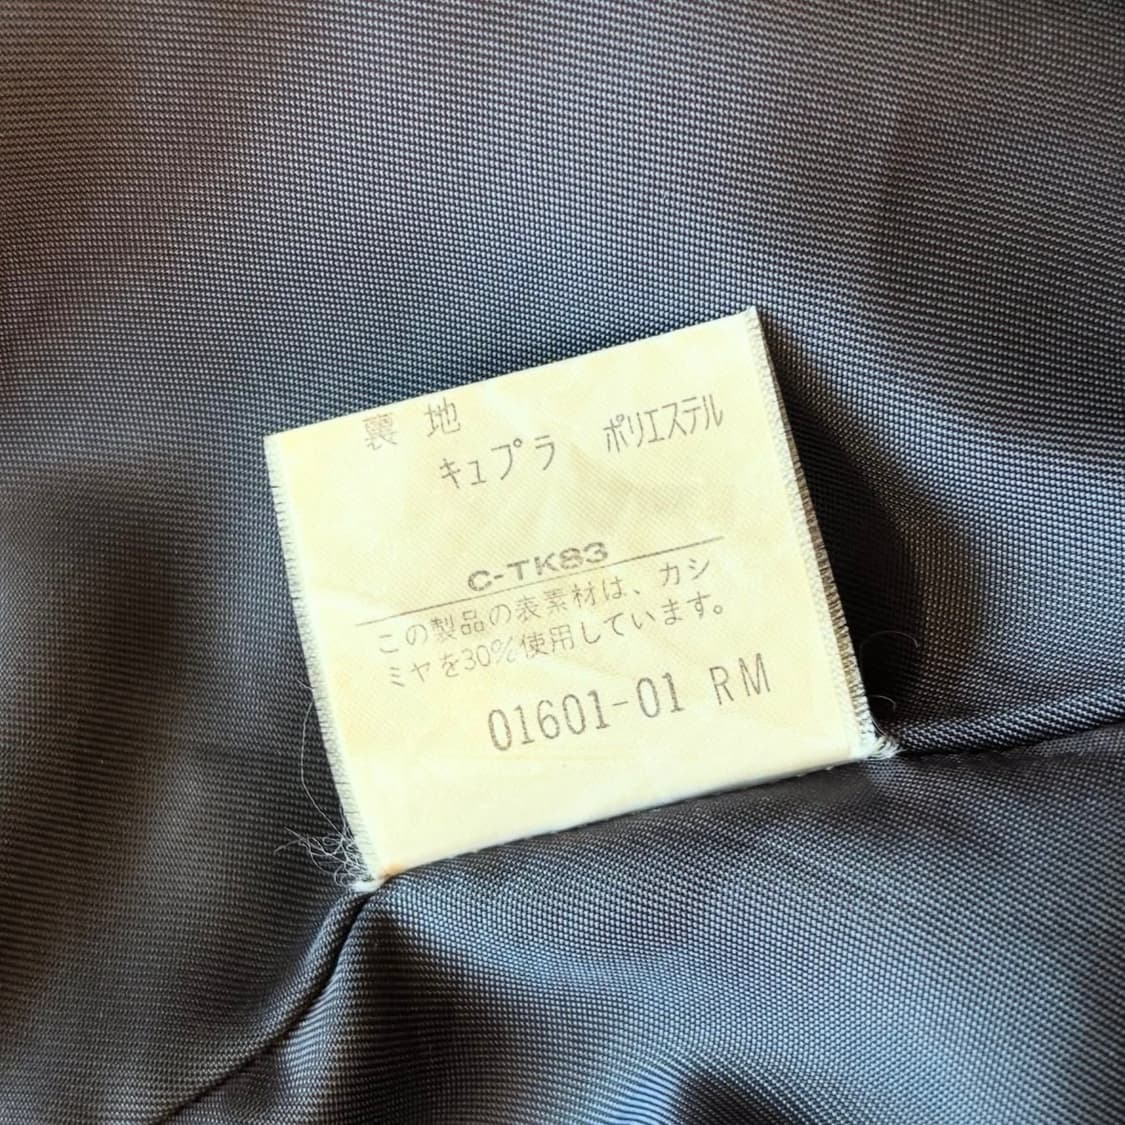 裏 地
キュプラ ポリエステル
C-TK83
この製品の表素材は、カシ
ミヤを30%使用しています。
01601-01 RM